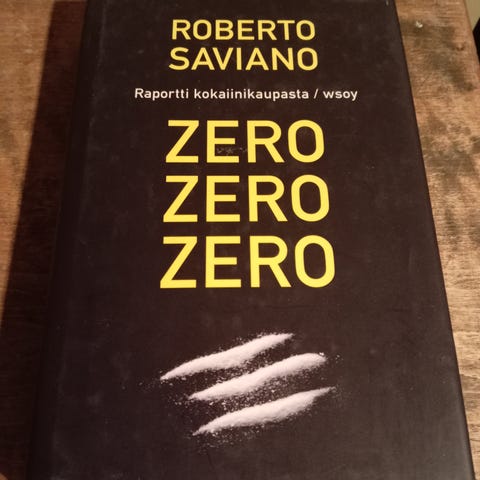 ROBERTO
SAVIANO
Raportti kokaiinikaupasta / wsoy
ZERO
ZERO
ZERO